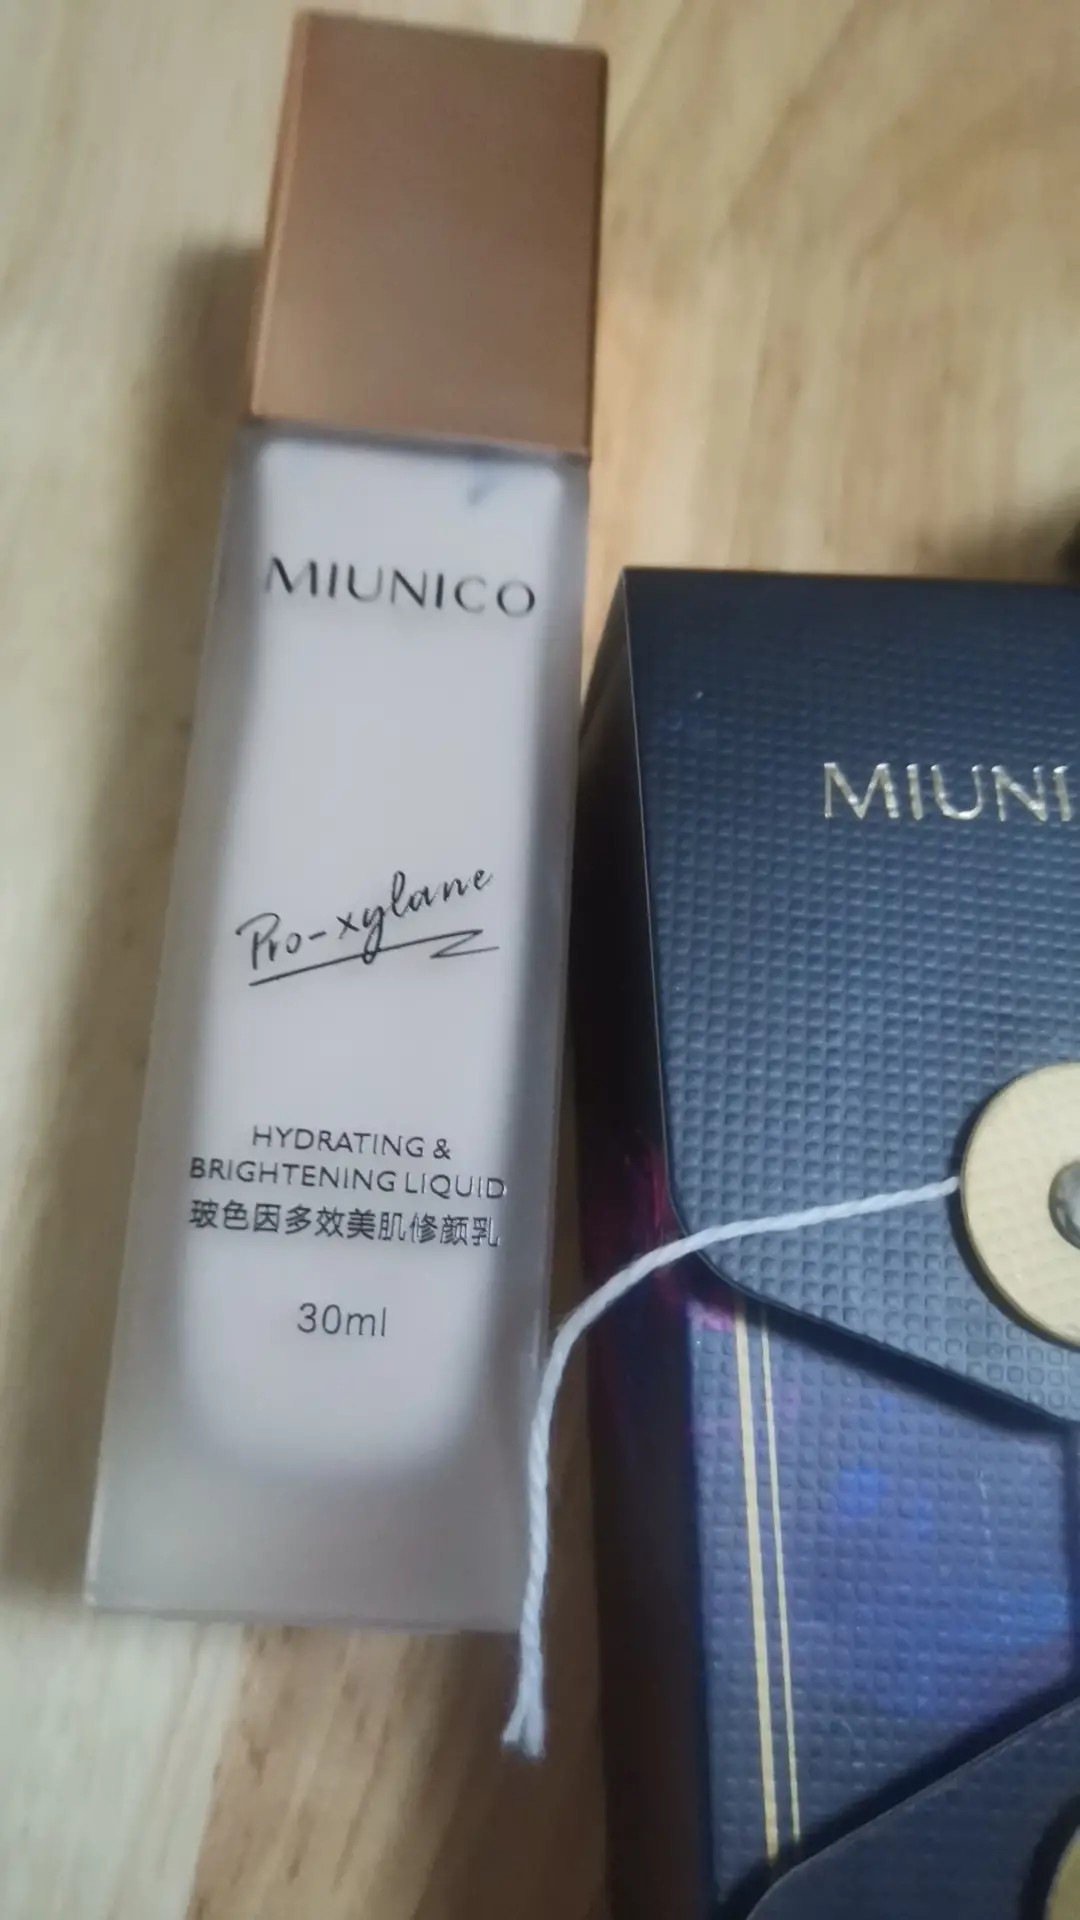 MIUNICO
Pro-xylane
HYDRATING &
BRIGHTENING LIQUID
玻色因多效美肌修颜乳
30ml
MIUNI